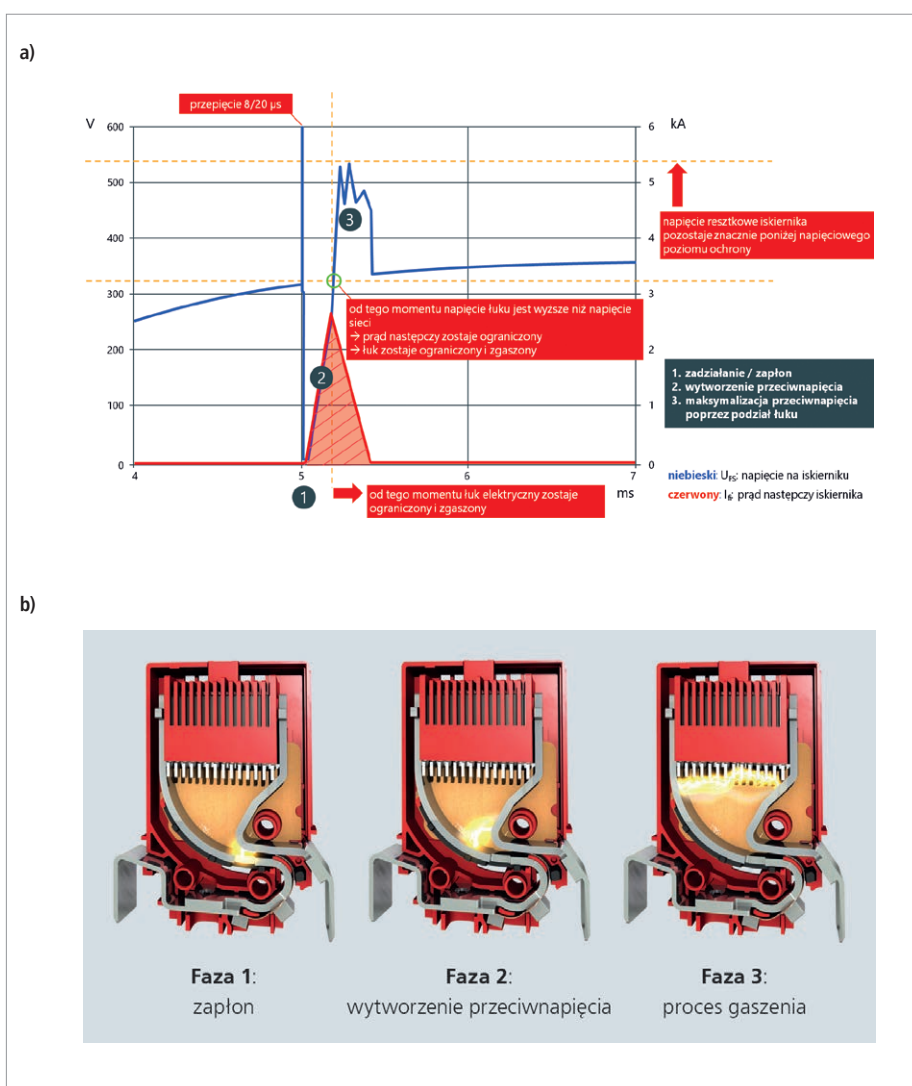 a)
przepięcie 8/20 µs
V
600
500
400
300
200
100
0
6
kA
5
4
3
2
1
0
4
5
6
7
ms
3
2
1
napięcie resztkowe iskiernika
pozostaje znacznie poniżej napięciowego
poziomu ochrony
od tego momentu napięcie łuku jest wyższe niż napięcie
sieci
→ prąd następczy zostaje ograniczony
→ łuk zostaje ograniczony i zgaszony
1. zadziałanie / zapłon
2. wytworzenie przeciwnapięcia
3. maksymalizacja przeciwnapięcia
poprzez podział łuku
niebieski: UFS: napięcie na iskierniku
czerwony: Ifi: prąd następczy iskiernika
od tego momentu łuk elektryczny zostaje
ograniczony i zgaszony
b)
Faza 1:
zapłon
Faza 2:
wytworzenie przeciwnapięcia
Faza 3:
proces gaszenia